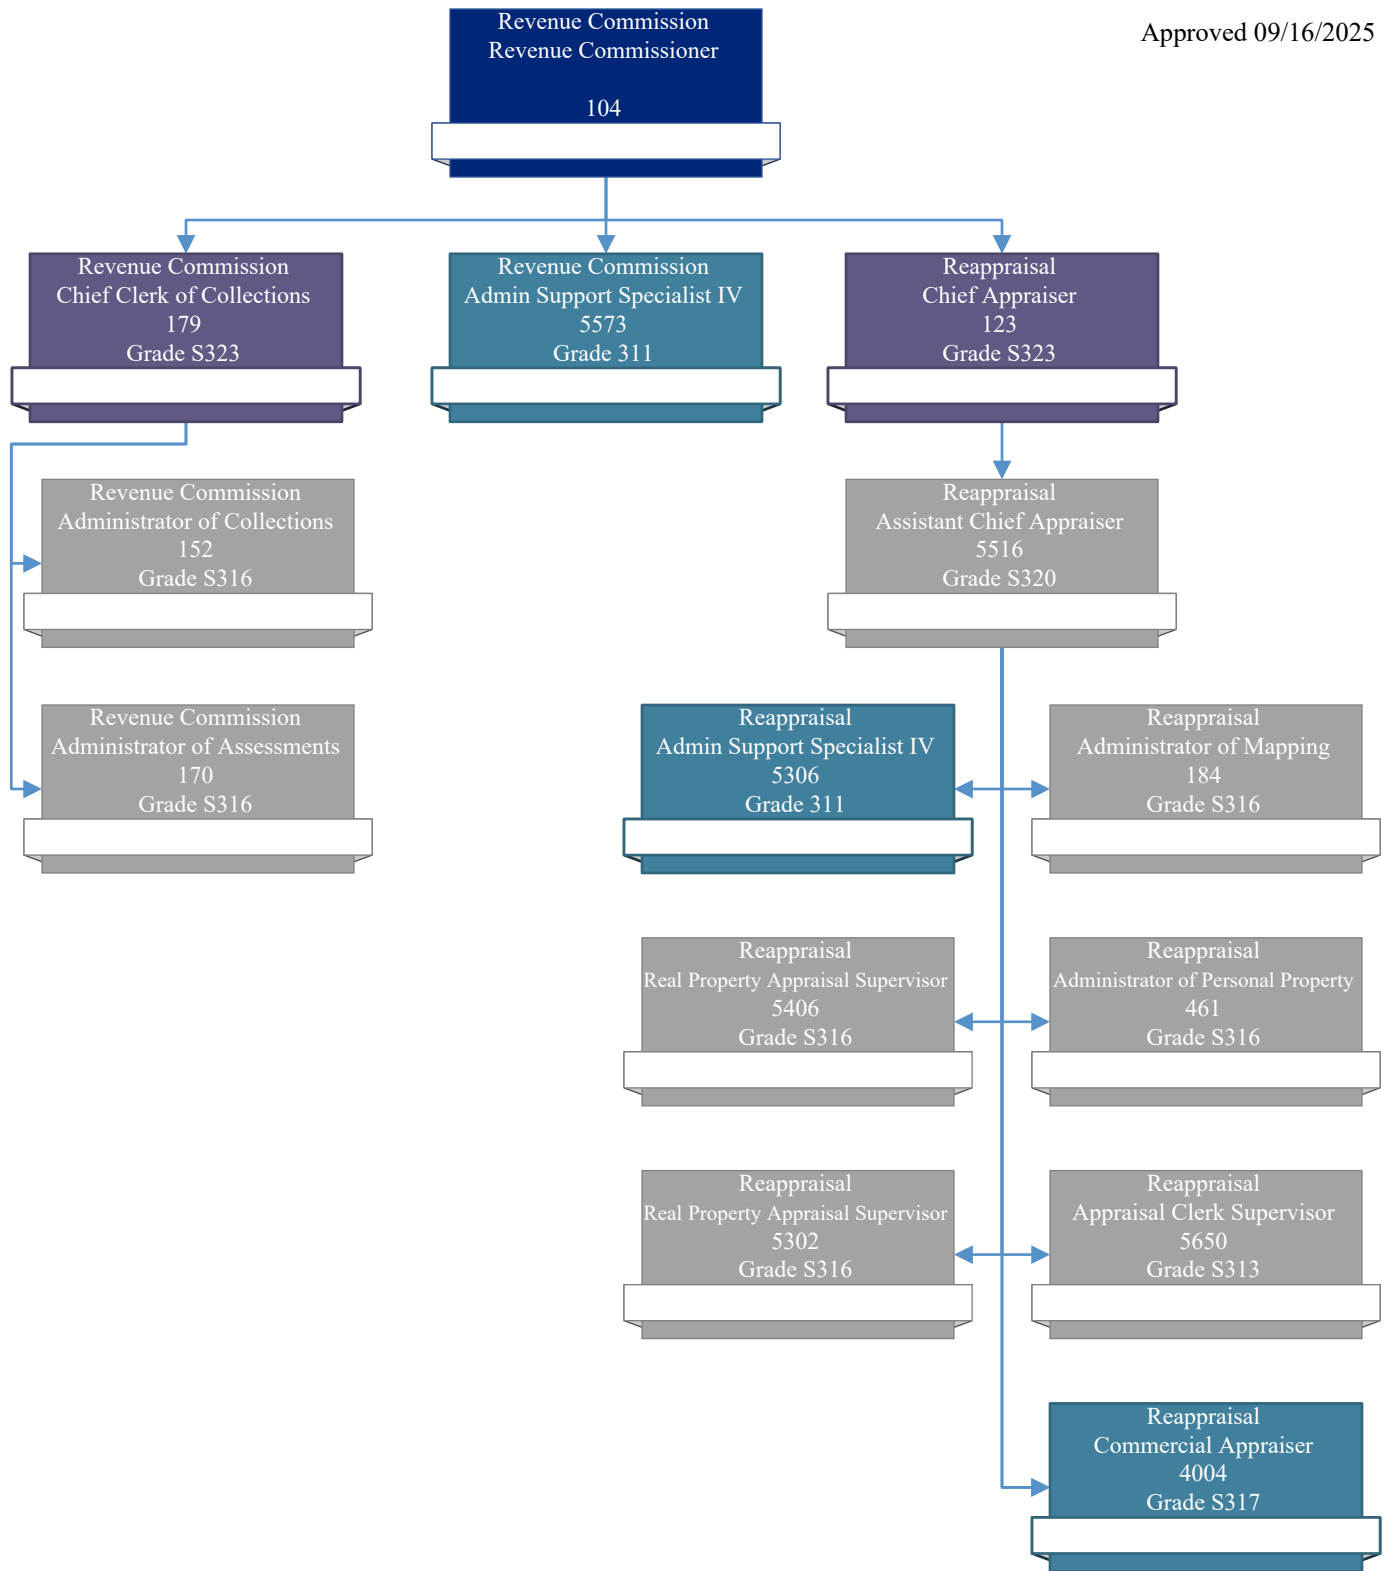 Revenue Commission
Revenue Commissioner
104
Approved 09/16/2025
Revenue Commission
Chief Clerk of Collections
179
Grade S323
Revenue Commission
Admin Support Specialist IV
5573
Grade 311
Reappraisal
Chief Appraiser
123
Grade S323
Revenue Commission
Administrator of Collections
152
Grade S316
Reappraisal
Assistant Chief Appraiser
5516
Grade S320
Revenue Commission
Administrator of Assessments
170
Grade S316
Reappraisal
Admin Support Specialist IV
5306
Grade 311
Reappraisal
Administrator of Mapping
184
Grade S316
Reappraisal
Real Property Appraisal Supervisor
5406
Grade S316
Reappraisal
Administrator of Personal Property
461
Grade S316
Reappraisal
Real Property Appraisal Supervisor
5302
Grade S316
Reappraisal
Appraisal Clerk Supervisor
5650
Grade S313
Reappraisal
Commercial Appraiser
4004
Grade S317